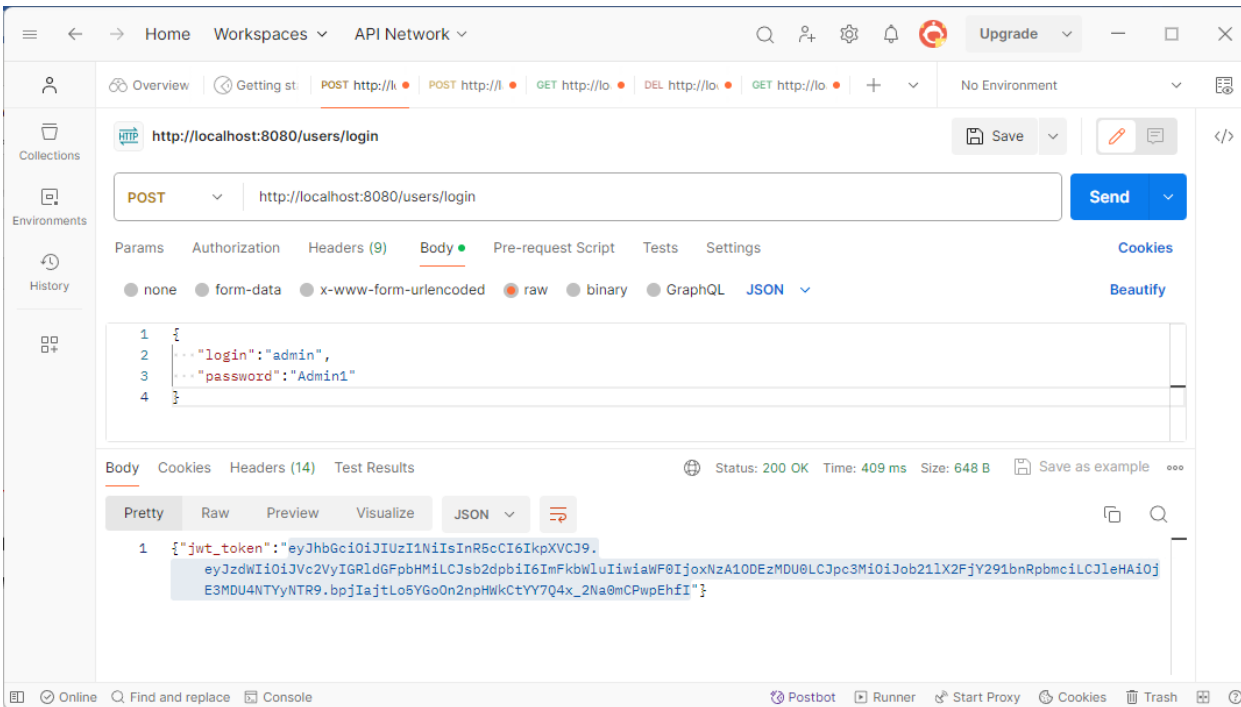 Home Workspaces API Network Upgrade
Overview Getting st POST http://l POST http://l GET http://lo DEL http://lo GET http://lo No Environment
HTTP http://localhost:8080/users/login Save
Collections
Environments
History
POST http://localhost:8080/users/login Send
Params Authorization Headers (9) Body Pre-request Script Tests Settings Cookies
none form-data x-www-form-urlencoded raw binary GraphQL JSON Beautify
1 {
2 "login":"admin",
3 "password":"Admin1"
4 }
Body Cookies Headers (14) Test Results Status: 200 OK Time: 409 ms Size: 648 B Save as example
Pretty Raw Preview Visualize JSON
1 {"jwt_token":"eyJhbGciOiJIUzI1NiIsInR5cCI6IkpXVCJ9.
eyJzdWIiOiJVc2VyIGRldGFpbHMiLCJsb2dpbiI6ImFkbWluIiwiaWF0IjoxNzA1ODEzMDU0LCJpc3MiOiJob21lX2FjY291bnRpbmciLCJleHAiOj
E3MDU4NTYyNTR9.bpjIajtLo5YGoOn2npHWkCtYY7Q4x_2Na0mCPwpEhfI"}
Online Find and replace Console Postbot Runner Start Proxy Cookies Trash